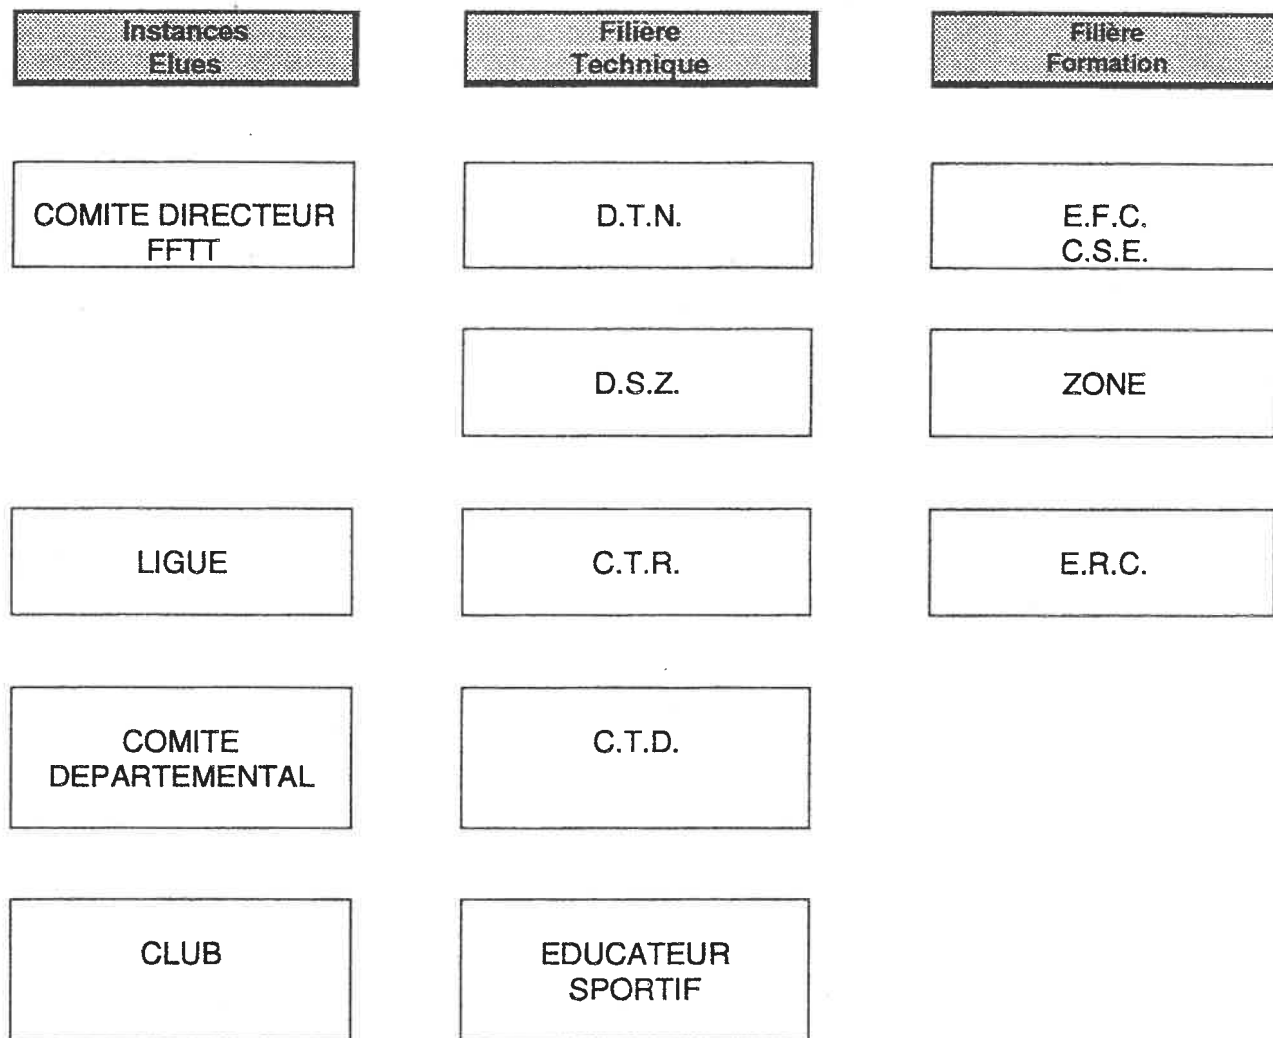 Instances
Elues
Filière
Technique
Filière
Formation
COMITE DIRECTEUR
FFTT
D.T.N.
E.F.C.
C.S.E.
D.S.Z.
ZONE
LIGUE
C.T.R.
E.R.C.
COMITE
DEPARTEMENTAL
C.T.D.
CLUB
EDUCATEUR
SPORTIF